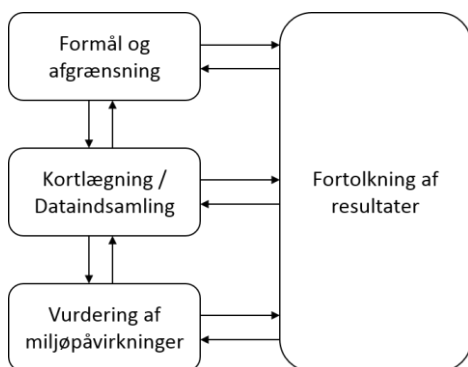 Formål og
afgrænsning
Kortlægning /
Dataindsamling
Vurdering af
miljøpåvirkninger
Fortolkning af
resultater